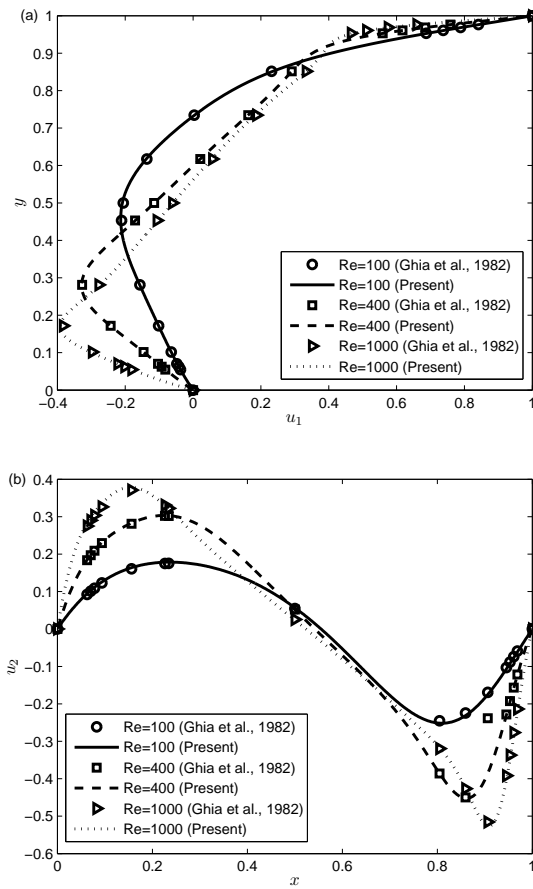 (a)
1
0.9
0.8
0.7
0.6
0.5
0.4
0.3
0.2
0.1
0
y
Re=100 (Ghia et al., 1982)
Re=100 (Present)
Re=400 (Ghia et al., 1982)
Re=400 (Present)
Re=1000 (Ghia et al., 1982)
Re=1000 (Present)
−0.4 −0.2 0 0.2 0.4 0.6 0.8 1
u₁
(b)
0.4
0.3
0.2
0.1
0
−0.1
−0.2
−0.3
−0.4
−0.5
−0.6
u₂
Re=100 (Ghia et al., 1982)
Re=100 (Present)
Re=400 (Ghia et al., 1982)
Re=400 (Present)
Re=1000 (Ghia et al., 1982)
Re=1000 (Present)
0 0.2 0.4 0.6 0.8 1
x